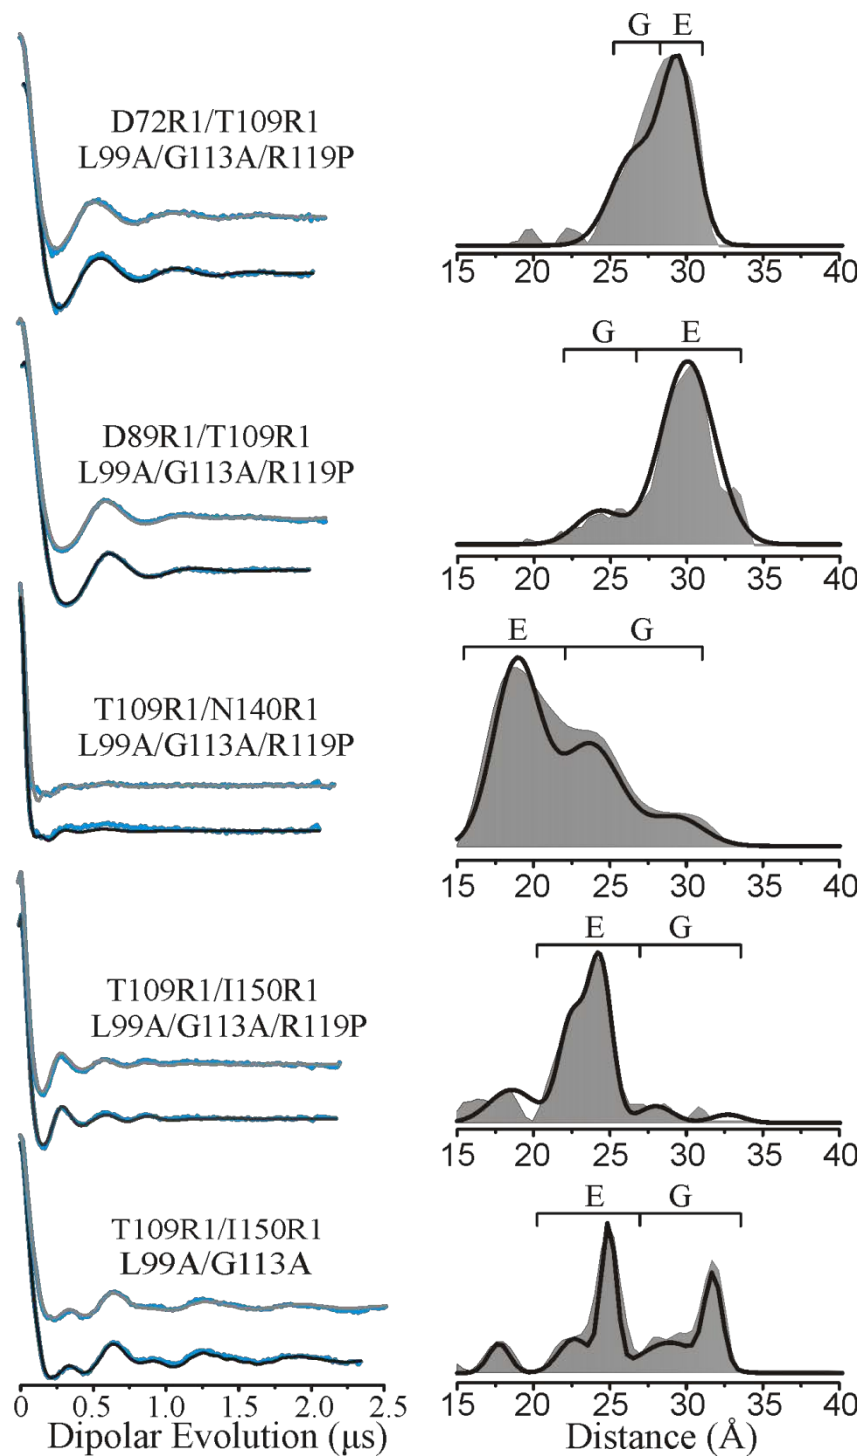 G E
D72R1/T109R1
L99A/G113A/R119P
15 20 25 30 35 40
G E
D89R1/T109R1
L99A/G113A/R119P
15 20 25 30 35 40
E G
T109R1/N140R1
L99A/G113A/R119P
15 20 25 30 35 40
E G
T109R1/I150R1
L99A/G113A/R119P
15 20 25 30 35 40
E G
T109R1/I150R1
L99A/G113A
0 0.5 1.0 1.5 2.0 2.5
15 20 25 30 35 40
Dipolar Evolution (µs)
Distance (Å)